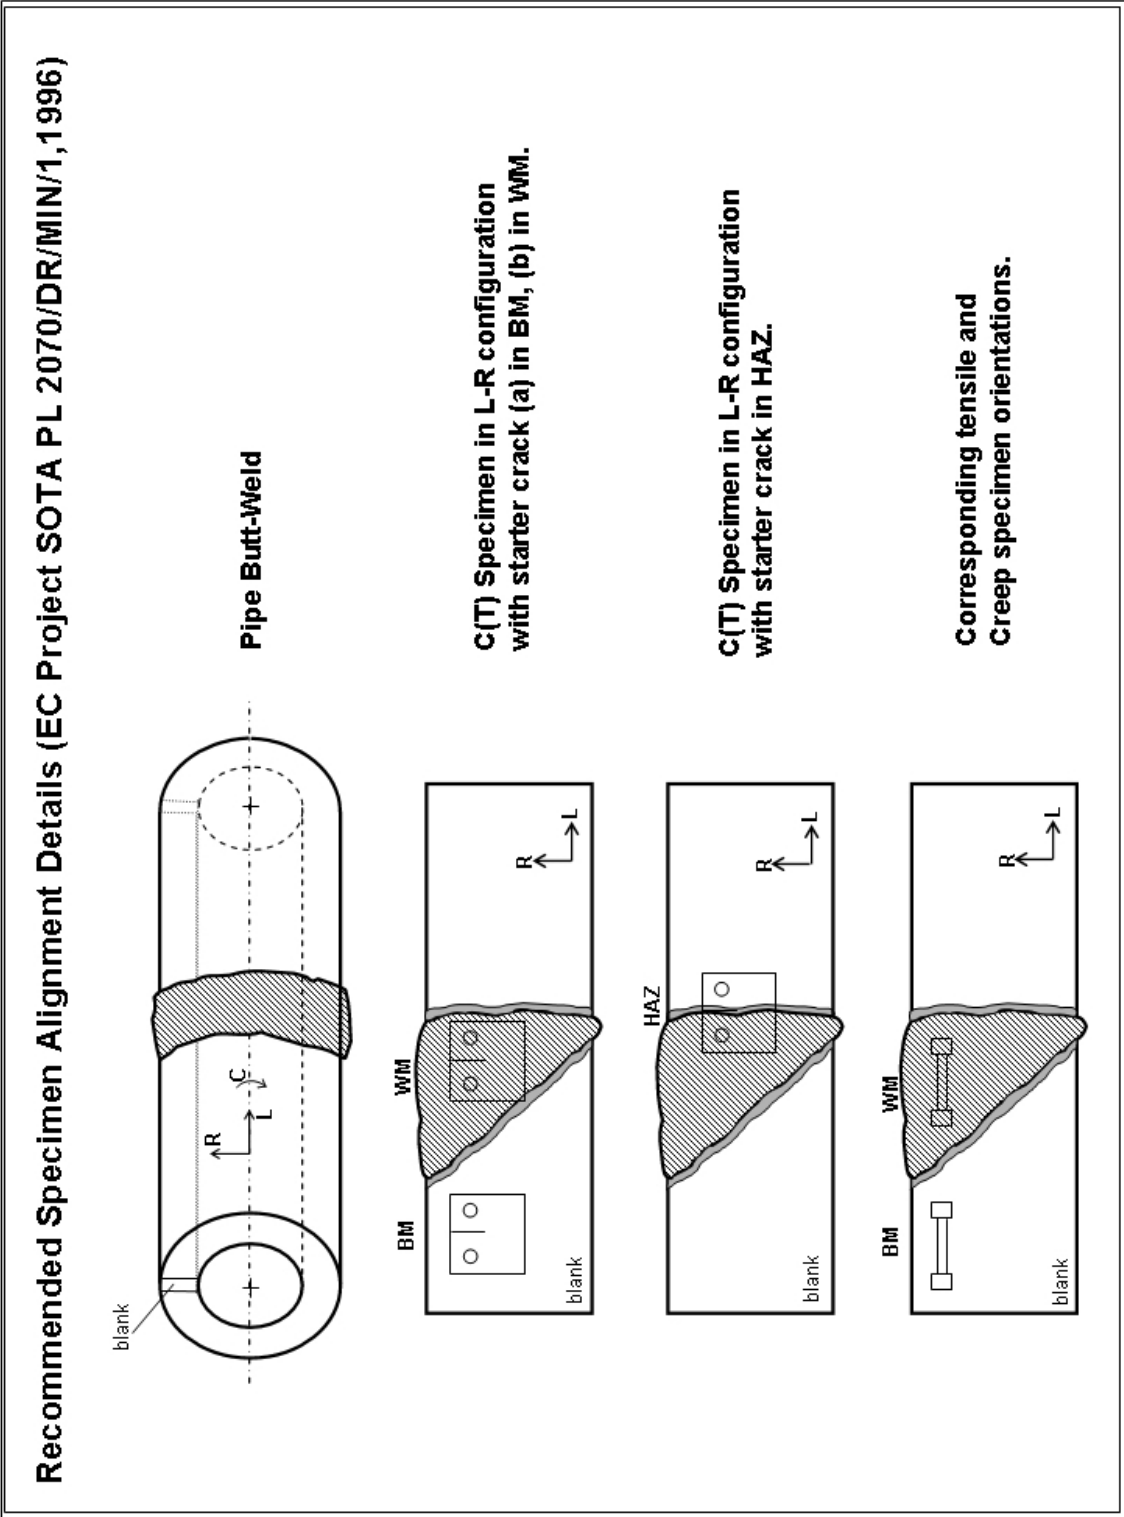 Recommended Specimen Alignment Details (EC Project SOTA PL 2070/DR/MIN/1,1996)
blank
R
L
C
Pipe Butt-Weld
BM
WM
blank
R
L
C(T) Specimen in L-R configuration
with starter crack (a) in BM, (b) in WM.
HAZ
blank
R
L
C(T) Specimen in L-R configuration
with starter crack in HAZ.
BM
WM
blank
R
L
Corresponding tensile and
Creep specimen orientations.